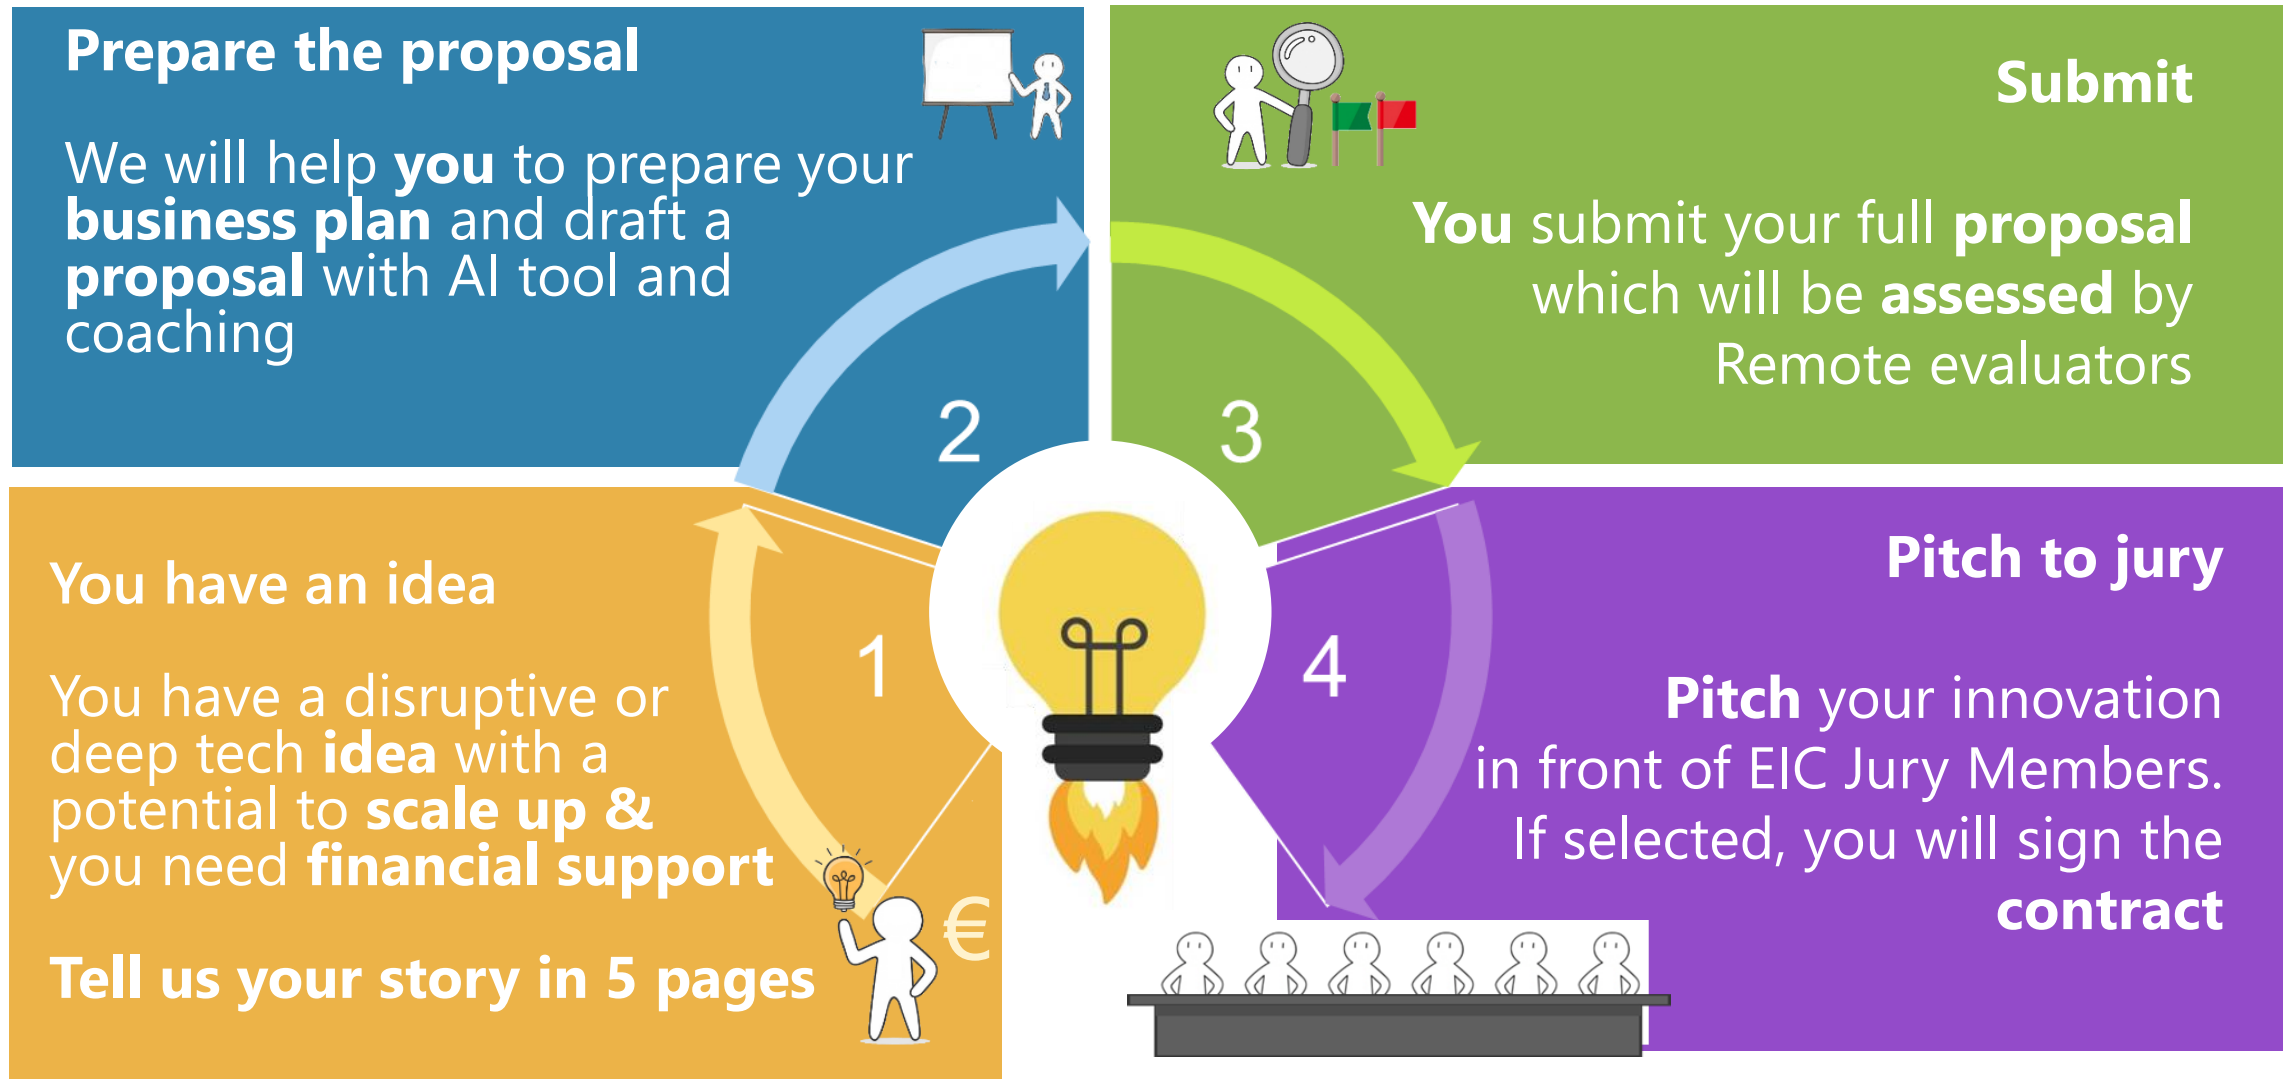 Prepare the proposal
We will help you to prepare your
business plan and draft a
proposal with AI tool and
coaching
2
Submit
You submit your full proposal
which will be assessed by
Remote evaluators
3
You have an idea
You have a disruptive or
deep tech idea with a
potential to scale up &
you need financial support
Tell us your story in 5 pages
1
€
Pitch to jury
Pitch your innovation
in front of EIC Jury Members.
If selected, you will sign the
contract
4